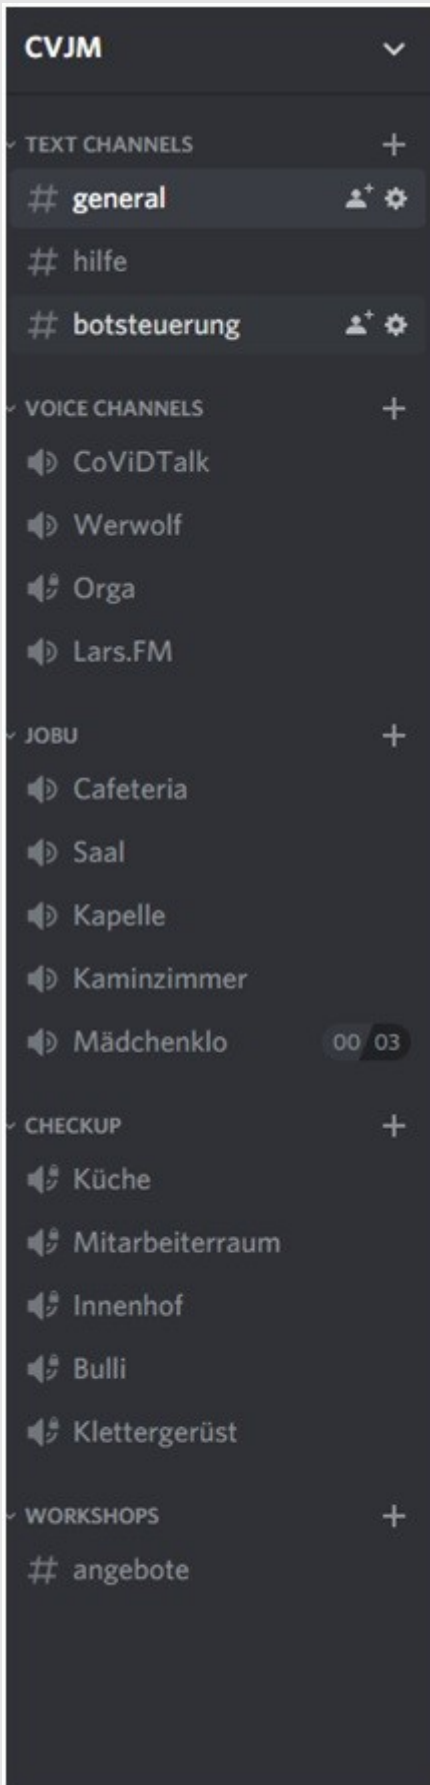 CVJM
TEXT CHANNELS
# general
# hilfe
# botsteuerung
VOICE CHANNELS
CoViDTalk
Werwolf
Orga
Lars.FM
JOBU
Cafeteria
Saal
Kapelle
Kaminzimmer
Mädchenklo 00 03
CHECKUP
Küche
Mitarbeiterraum
Innenhof
Bulli
Klettergerüst
WORKSHOPS
# angebote